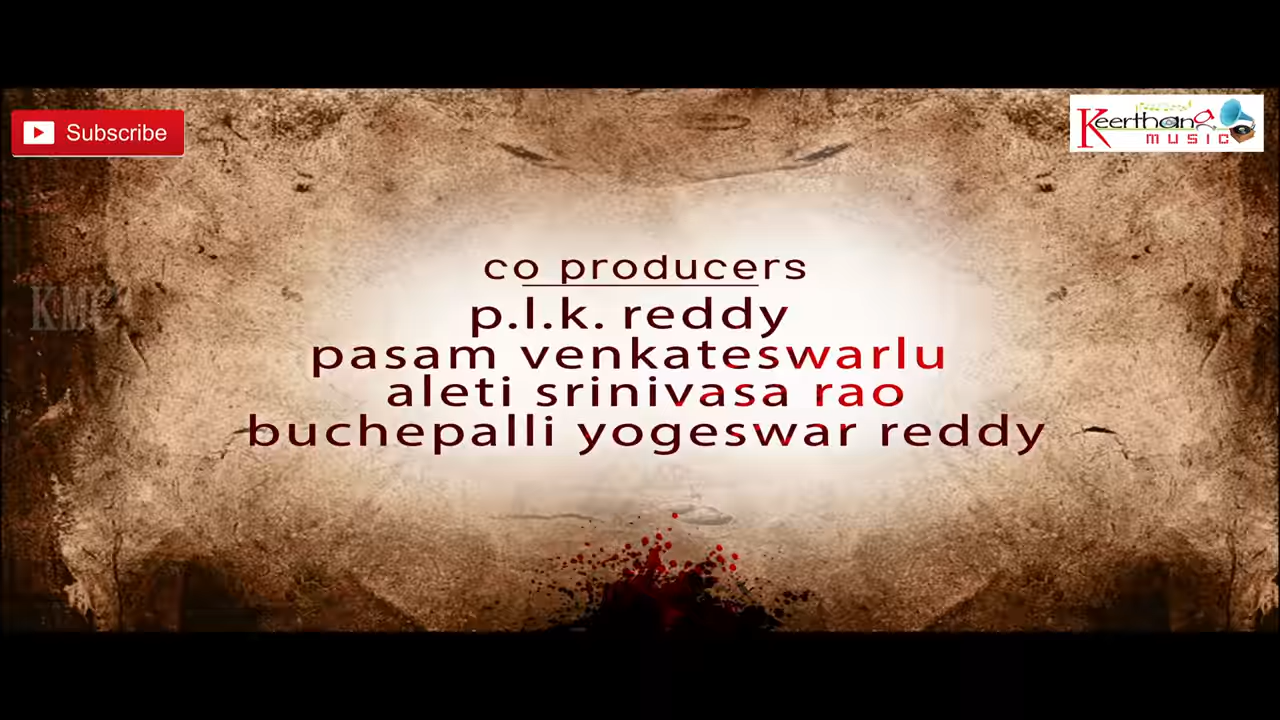 Subscribe
Keerthana
MUSIC
co producers
KMC
p.l.k. reddy
pasam venkateswarlu
aleti srinivasa rao
buchepalli yogeswar reddy